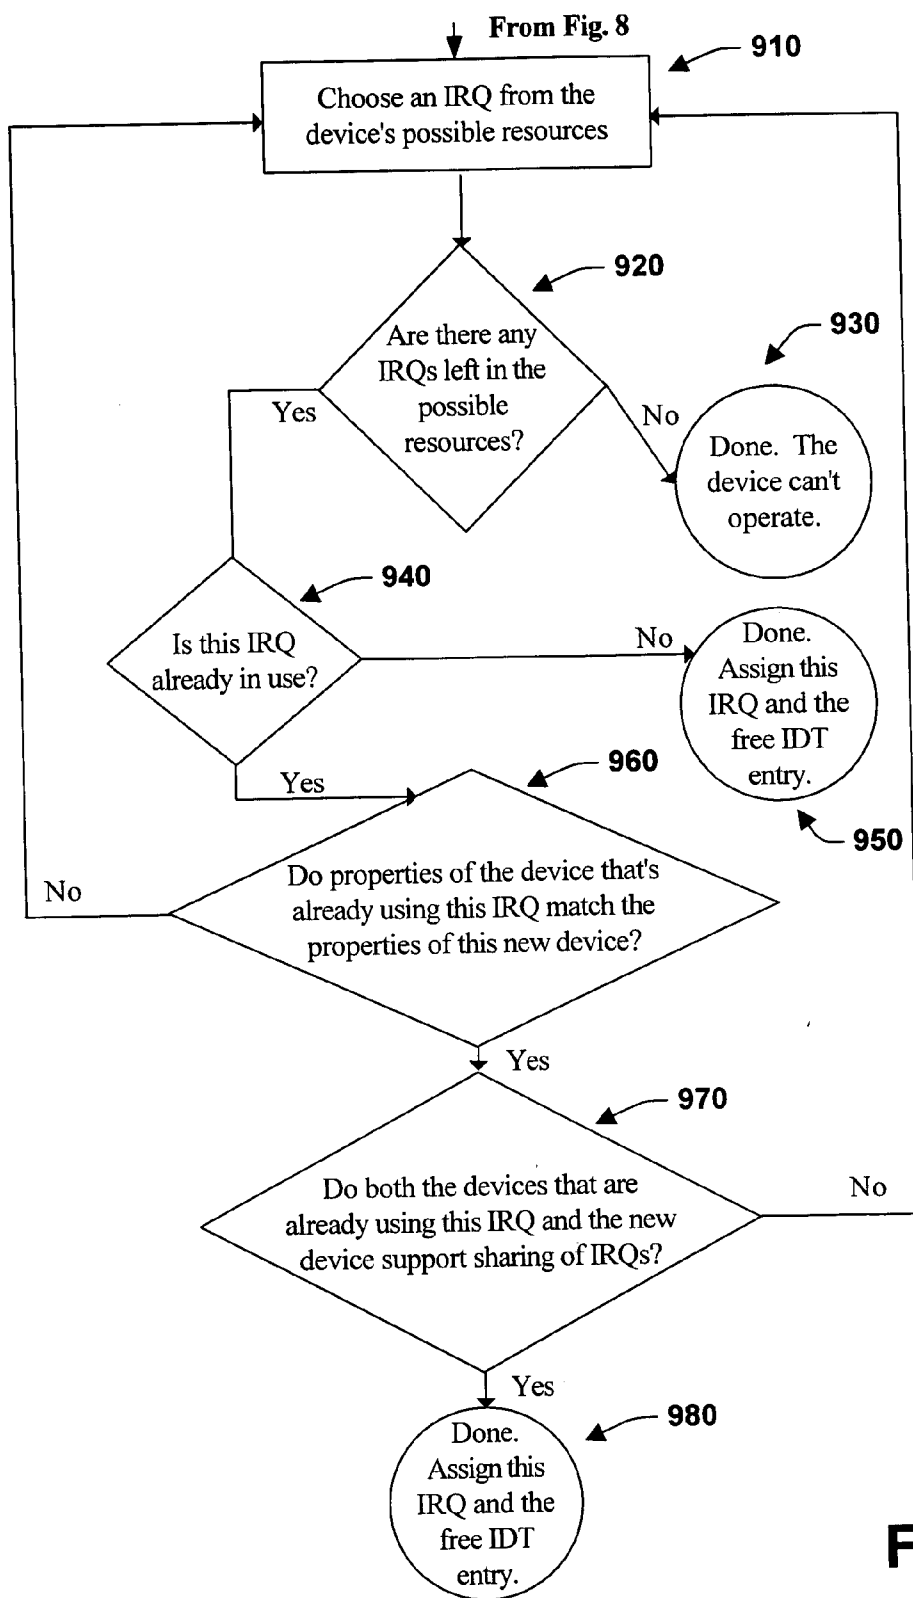 From Fig. 8
910
Choose an IRQ from the
device's possible resources
920
Are there any
IRQs left in the
possible
resources?
Yes
No
930
Done. The
device can't
operate.
940
Is this IRQ
already in use?
No
Done.
Assign this
IRQ and the
free IDT
entry.
950
Yes
960
Do properties of the device that's
already using this IRQ match the
properties of this new device?
No
Yes
970
Do both the devices that are
already using this IRQ and the new
device support sharing of IRQs?
No
Yes
980
Done.
Assign this
IRQ and the
free IDT
entry.
F